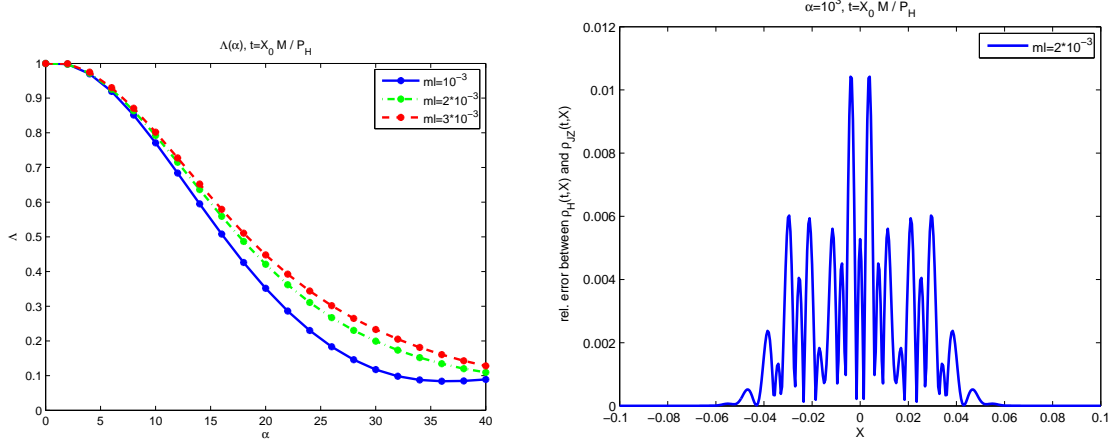 Λ(α), t=X₀ M / P_H
ml=10⁻³
ml=2*10⁻³
ml=3*10⁻³
1
0.9
0.8
0.7
0.6
0.5
0.4
0.3
0.2
0.1
0
Λ
0 5 10 15 20 25 30 35 40
α
α=10³, t=X₀ M / P_H
ml=2*10⁻³
0.012
0.01
0.008
0.006
0.004
0.002
0
rel. error between ρ_H(t,X) and ρ_JZ(t,X)
−0.1 −0.08 −0.06 −0.04 −0.02 0 0.02 0.04 0.06 0.08 0.1
X